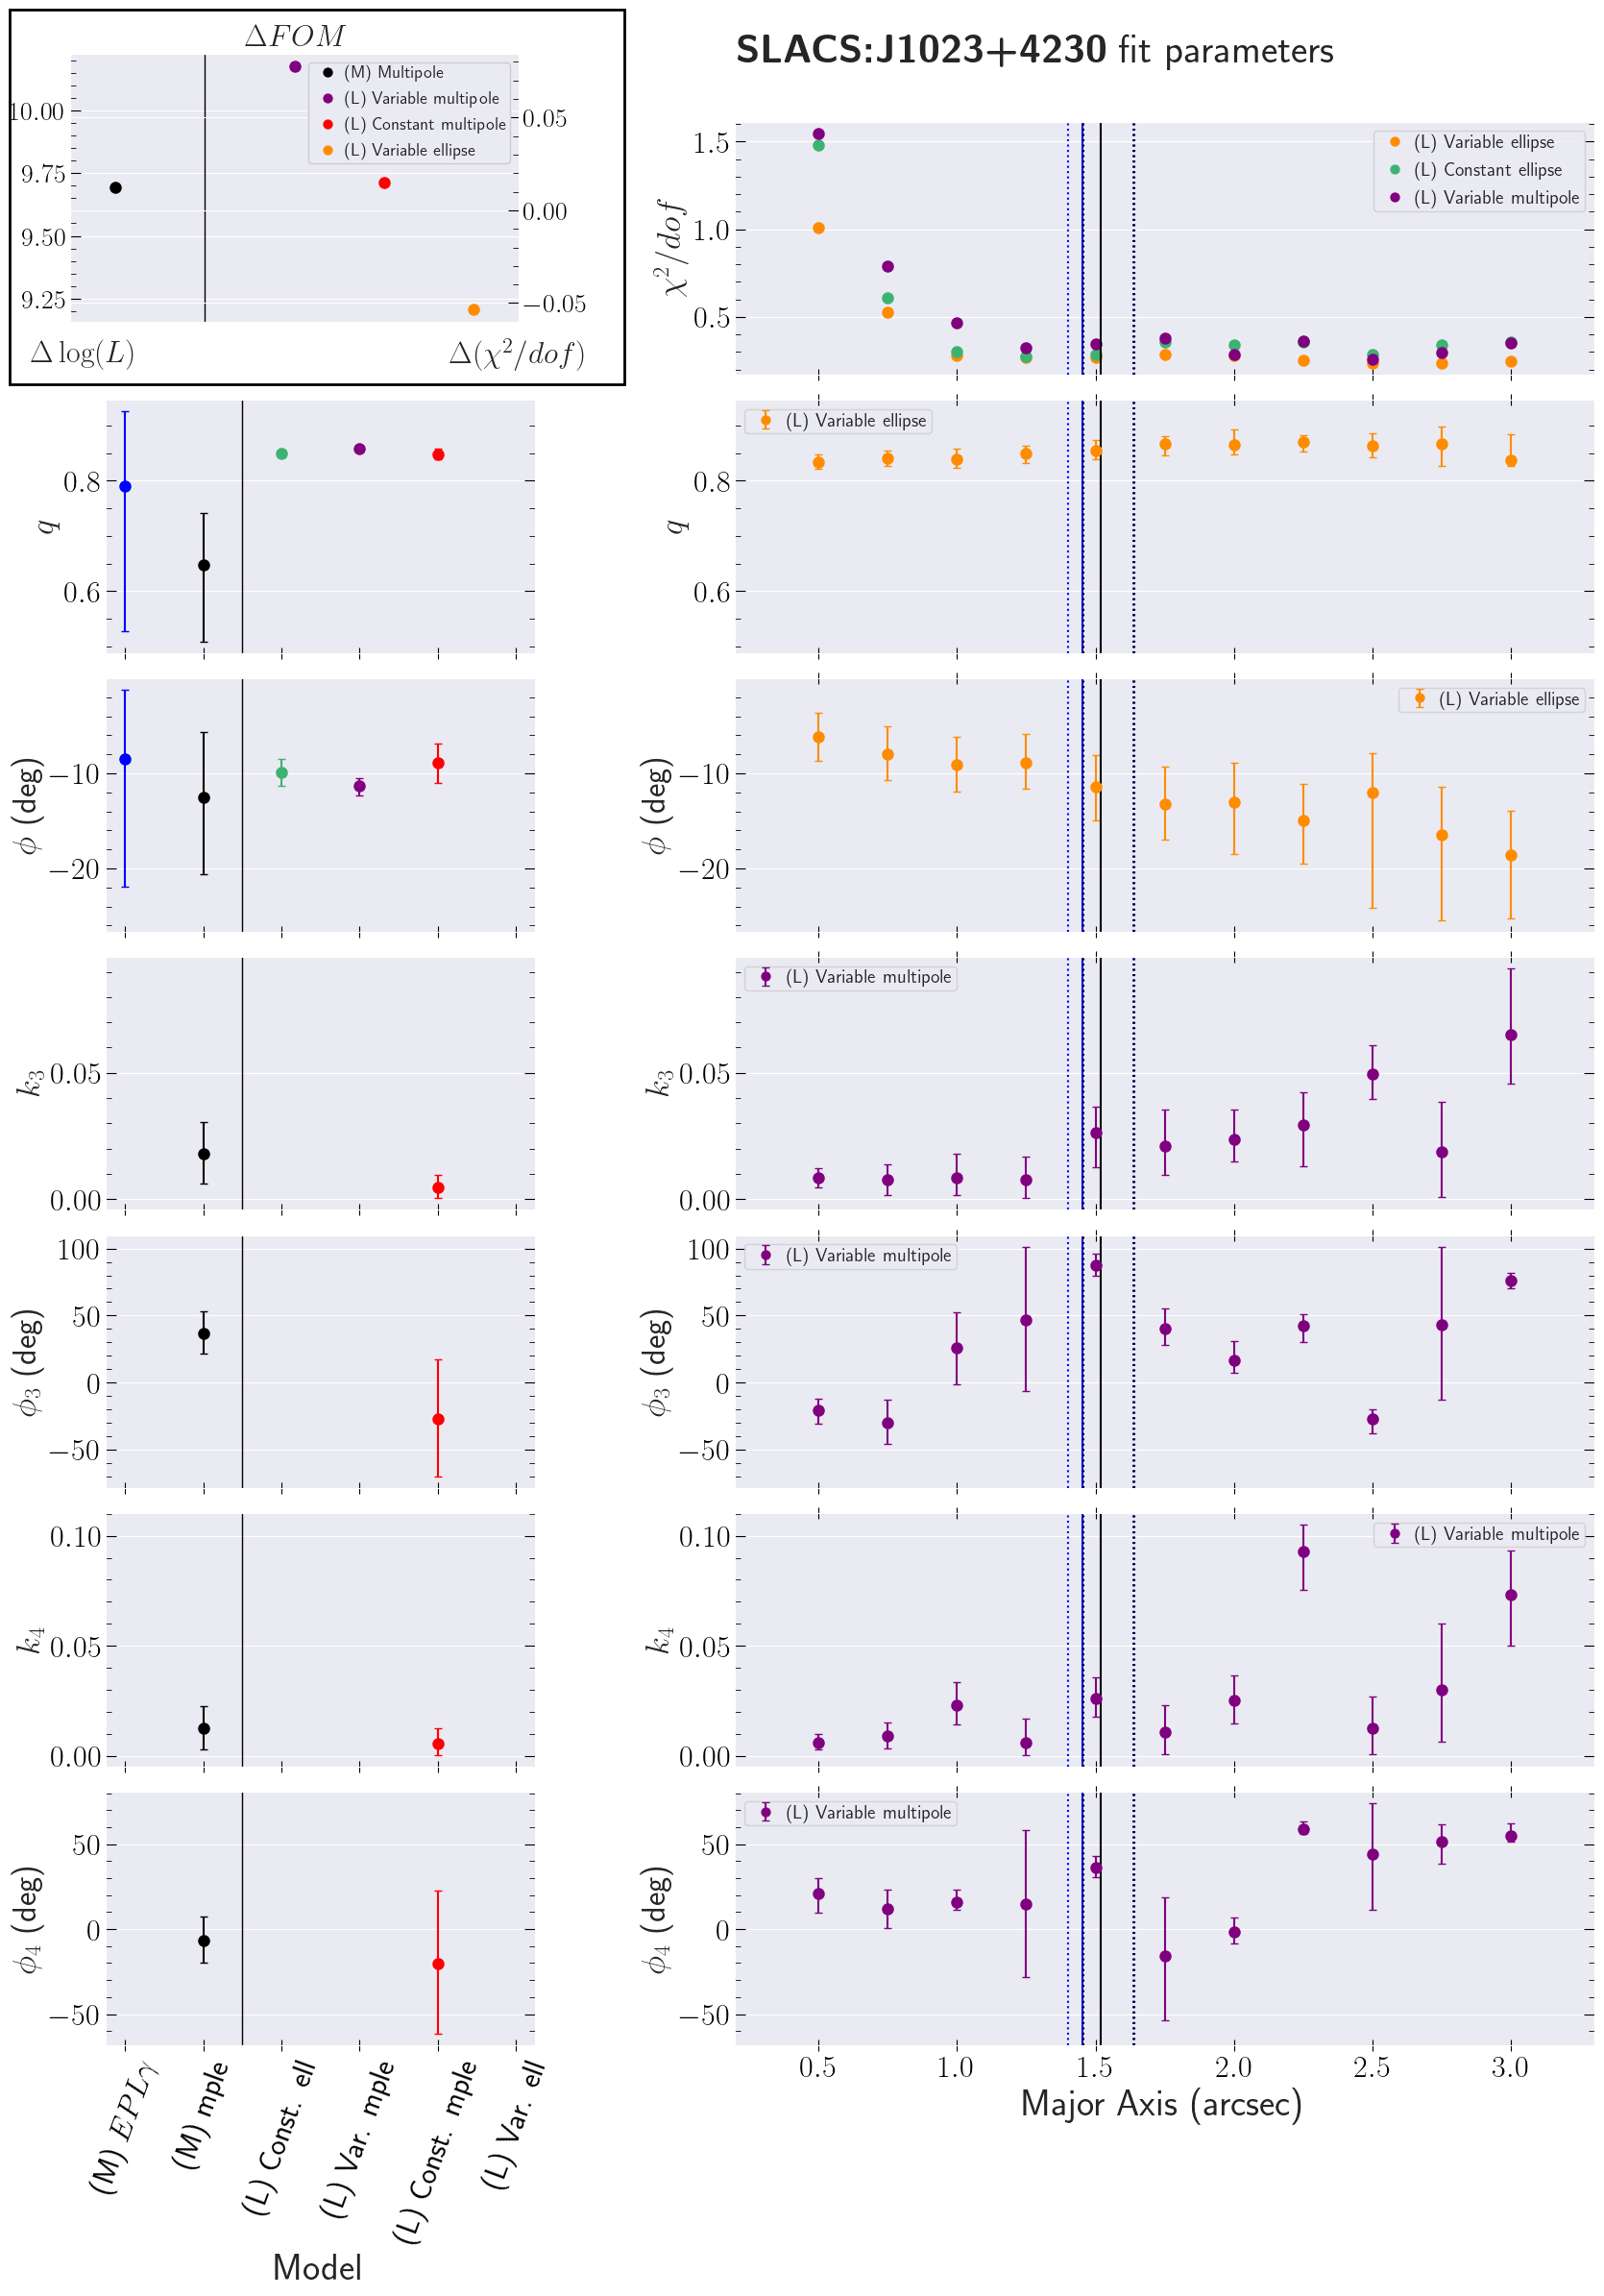 ΔFOM
SLACS:J1023+4230 fit parameters
10.00
9.75
9.50
9.25
0.05
0.00
−0.05
(M) Multipole
(L) Variable multipole
(L) Constant multipole
(L) Variable ellipse
Δ log(L)
Δ(χ²/dof)
χ²/dof
1.5
1.0
0.5
(L) Variable ellipse
(L) Constant ellipse
(L) Variable multipole
q
0.8
0.6
q
0.8
0.6
(L) Variable ellipse
ϕ (deg)
−10
−20
ϕ (deg)
−10
−20
(L) Variable ellipse
k₃
0.05
0.00
k₃
0.05
0.00
(L) Variable multipole
ϕ₃ (deg)
100
50
0
−50
ϕ₃ (deg)
100
50
0
−50
(L) Variable multipole
k₄
0.10
0.05
0.00
k₄
0.10
0.05
0.00
(L) Variable multipole
ϕ₄ (deg)
50
0
−50
ϕ₄ (deg)
50
0
−50
(L) Variable multipole
(M) EPLγ
(M) mple
(L) Const. ell
(L) Var. mple
(L) Const. mple
(L) Var. ell
Model
0.5 1.0 1.5 2.0 2.5 3.0
Major Axis (arcsec)